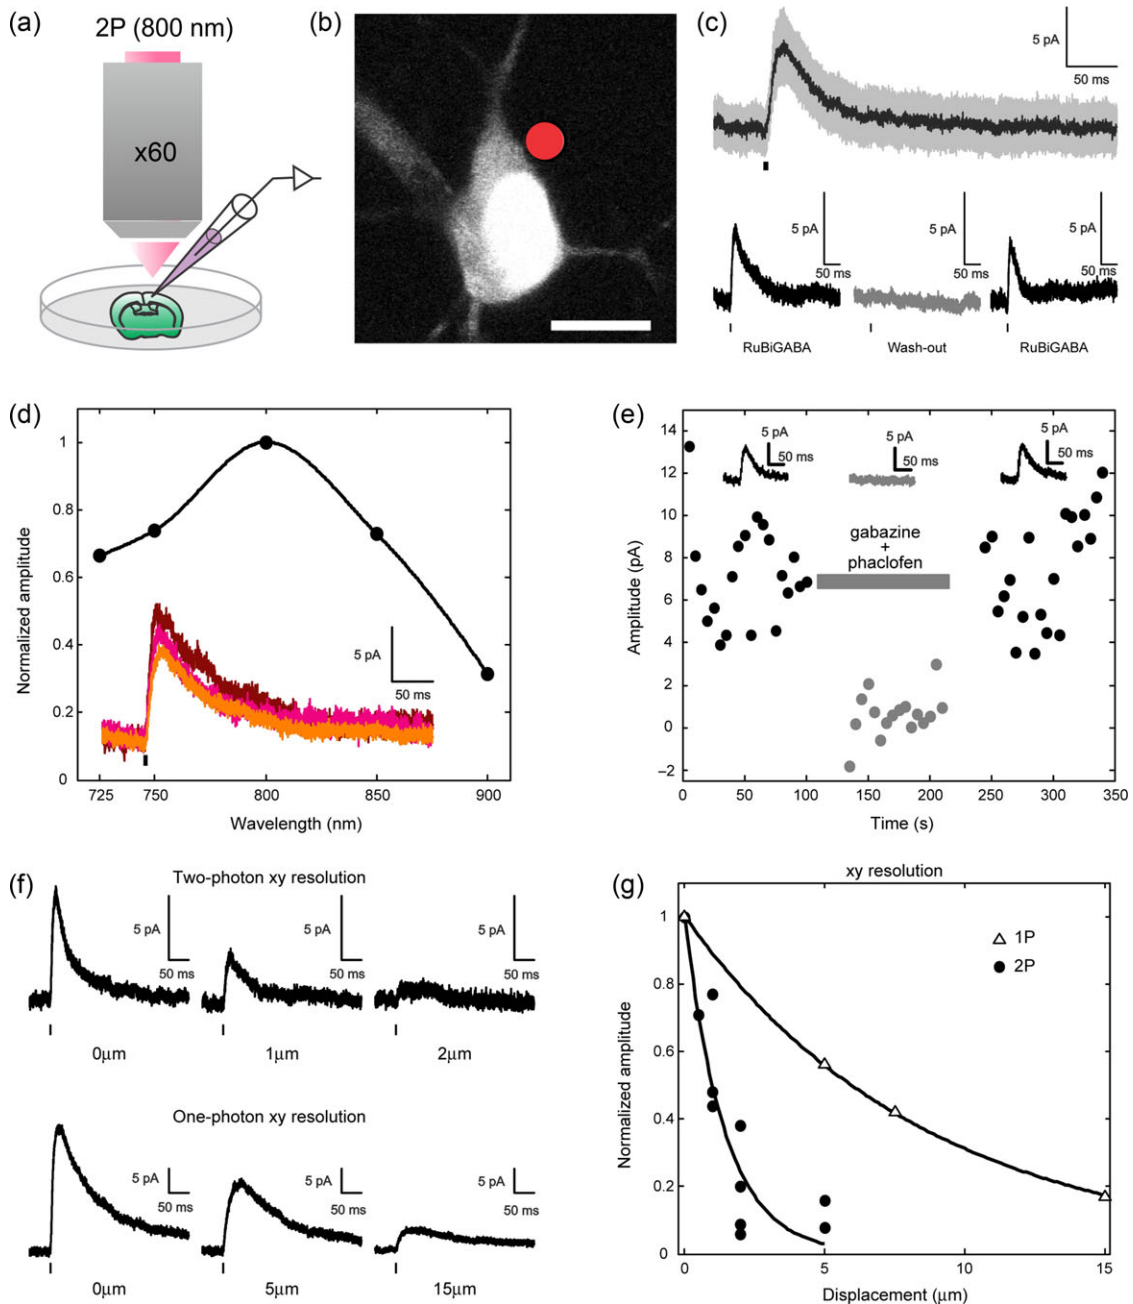 (a)
2P (800 nm)
x60
(b)
(c)
5 pA
50 ms
5 pA
50 ms
5 pA
50 ms
5 pA
50 ms
RuBiGABA
Wash-out
RuBiGABA
(d)
Normalized amplitude
1
0.8
0.6
0.4
0.2
0
5 pA
50 ms
725
750
800
850
900
Wavelength (nm)
(e)
Amplitude (pA)
14
12
10
8
6
4
2
0
−2
5 pA
50 ms
5 pA
50 ms
5 pA
50 ms
gabazine
+
phaclofen
0
50
100
150
200
250
300
350
Time (s)
(f)
Two-photon xy resolution
5 pA
50 ms
5 pA
50 ms
5 pA
50 ms
0μm
1μm
2μm
One-photon xy resolution
5 pA
50 ms
5 pA
50 ms
5 pA
50 ms
0μm
5μm
15μm
(g)
xy resolution
Normalized amplitude
1
0.8
0.6
0.4
0.2
0
1P
2P
0
5
10
15
Displacement (μm)